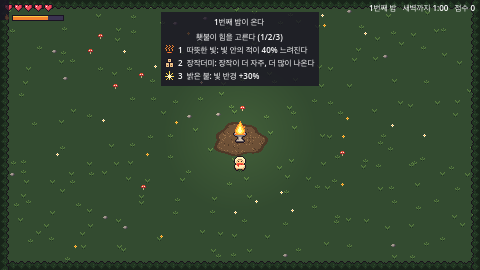 1번째 밤  새벽까지 1:00  점수 0
1번째 밤이 온다
횃불이 힘을 고른다 (1/2/3)
1 따뜻한 빛: 빛 안의 적이 40% 느려진다
2 장작더미: 장작이 더 자주, 더 많이 나온다
3 밝은 불: 빛 반경 +30%